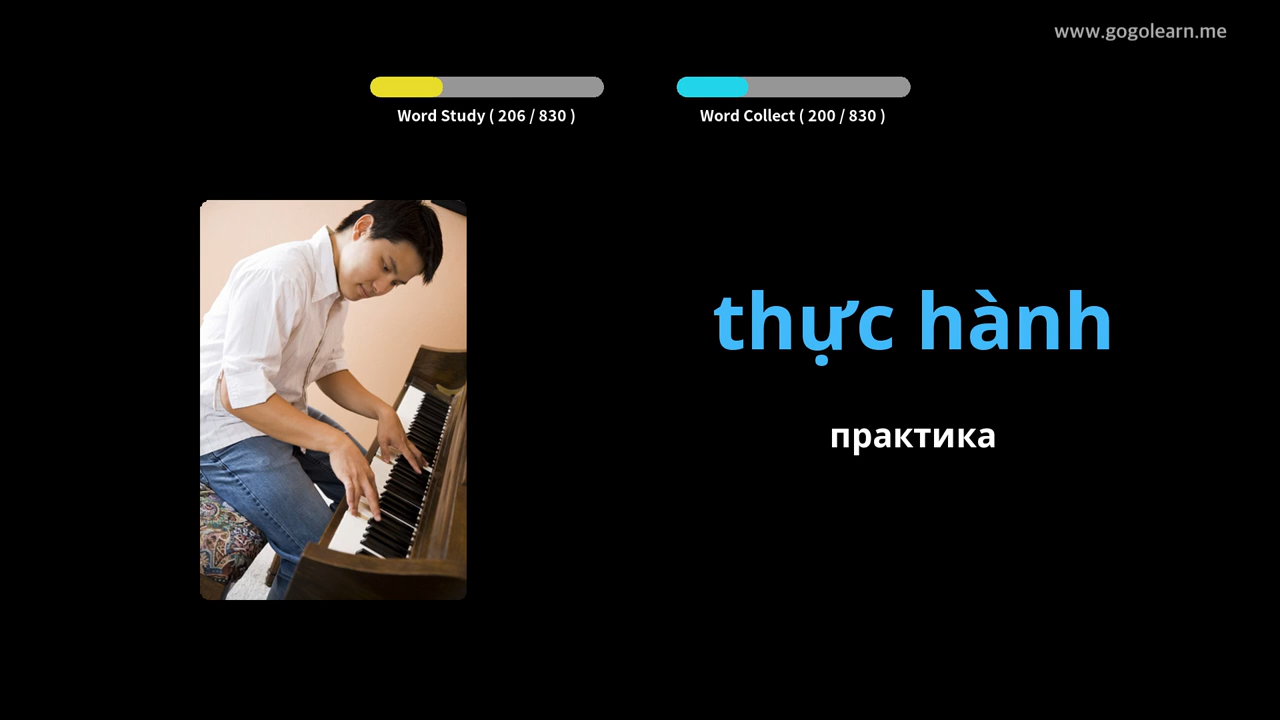 www.gogolearn.me
Word Study ( 206 / 830 )
Word Collect ( 200 / 830 )
thực hành
практика